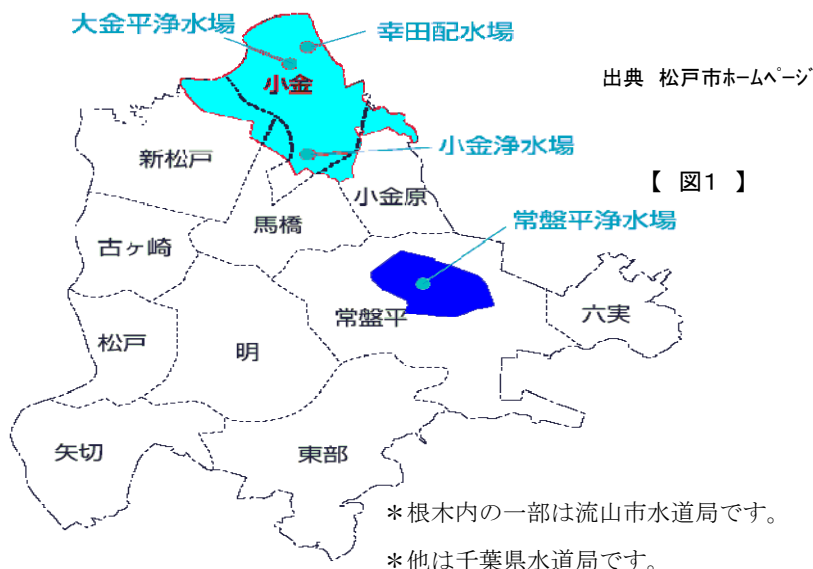 大金平浄水場
幸田配水場
小金
出典 松戸市ホームページ
新松戸
小金浄水場
【 図1 】
小金原
馬橋
常盤平浄水場
古ヶ崎
六実
常盤平
松戸
明
矢切
東部
＊根木内の一部は流山市水道局です。
＊他は千葉県水道局です。